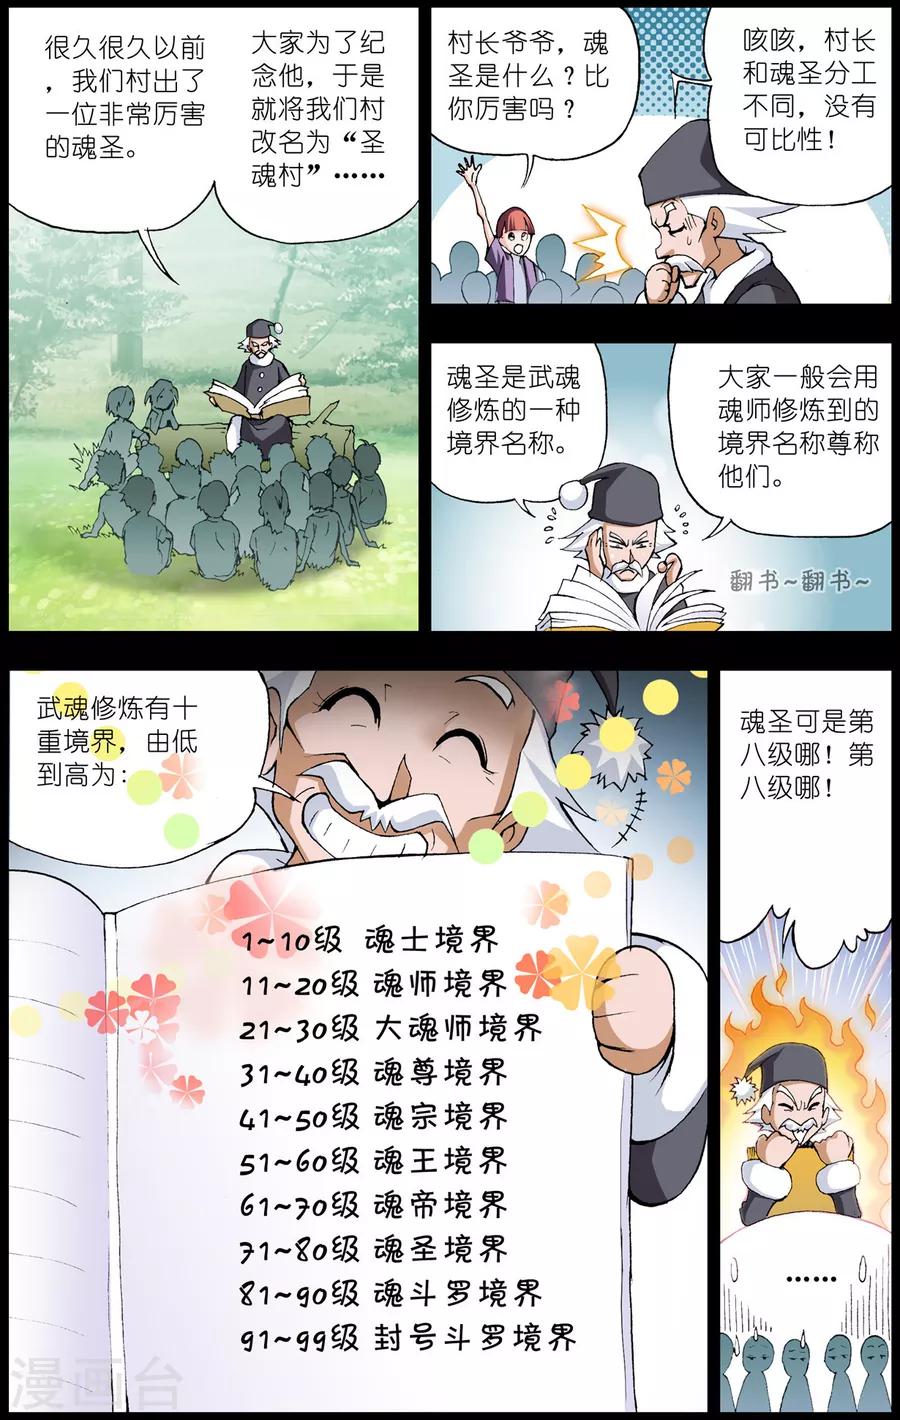 很久很久以前
，我们村出了
一位非常厉害
的魂圣。
大家为了纪
念他，于是
就将我们村
改名为“圣
魂村”……
村长爷爷，魂
圣是什么？比
你厉害吗？
咳咳，村长
和魂圣分工
不同，没有
可比性！
魂圣是武魂
修炼的一种
境界名称。
大家一般会用
魂师修炼到的
境界名称尊称
他们。
翻书~翻书~
武魂修炼有十
重境界，由低
到高为：
1~10级 魂士境界
11~20级 魂师境界
21~30级 大魂师境界
31~40级 魂尊境界
41~50级 魂宗境界
51~60级 魂王境界
61~70级 魂帝境界
71~80级 魂圣境界
81~90级 魂斗罗境界
91~99级 封号斗罗境界
魂圣可是第
八级哪！第
八级哪！
……
漫画台